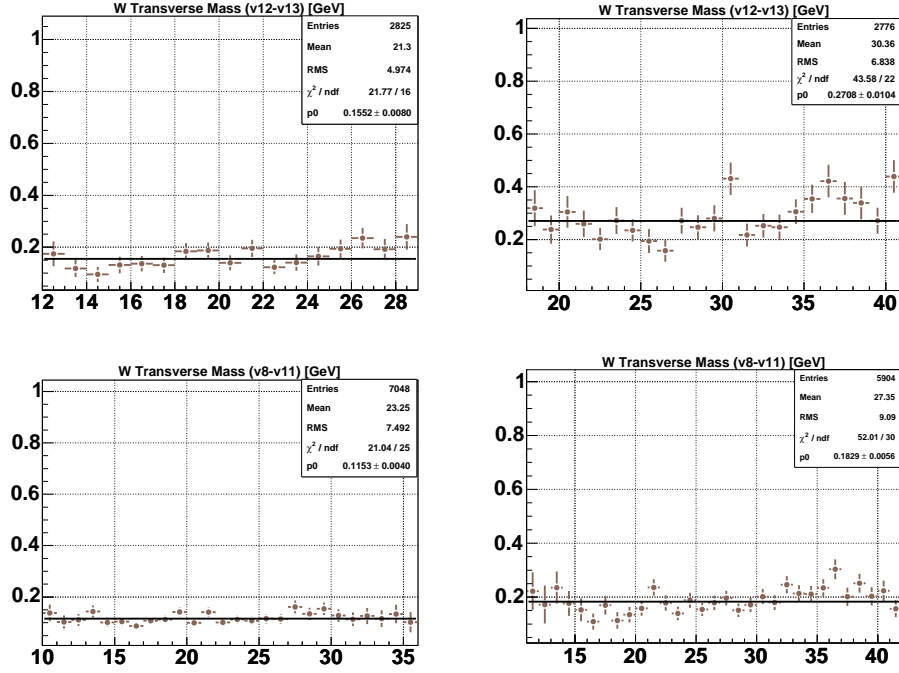 W Transverse Mass (v12-v13) [GeV]
Entries 2825
Mean 21.3
RMS 4.974
χ² / ndf 21.77 / 16
p0 0.1552 ± 0.0080
1
0.8
0.6
0.4
0.2
12 14 16 18 20 22 24 26 28
W Transverse Mass (v12-v13) [GeV]
Entries 2776
Mean 30.36
RMS 6.838
χ² / ndf 43.58 / 22
p0 0.2708 ± 0.0104
1
0.8
0.6
0.4
0.2
20 25 30 35 40
W Transverse Mass (v8-v11) [GeV]
Entries 7048
Mean 23.25
RMS 7.492
χ² / ndf 21.04 / 25
p0 0.1153 ± 0.0040
1
0.8
0.6
0.4
0.2
10 15 20 25 30 35
W Transverse Mass (v8-v11) [GeV]
Entries 5904
Mean 27.35
RMS 9.09
χ² / ndf 52.01 / 30
p0 0.1829 ± 0.0056
1
0.8
0.6
0.4
0.2
15 20 25 30 35 40